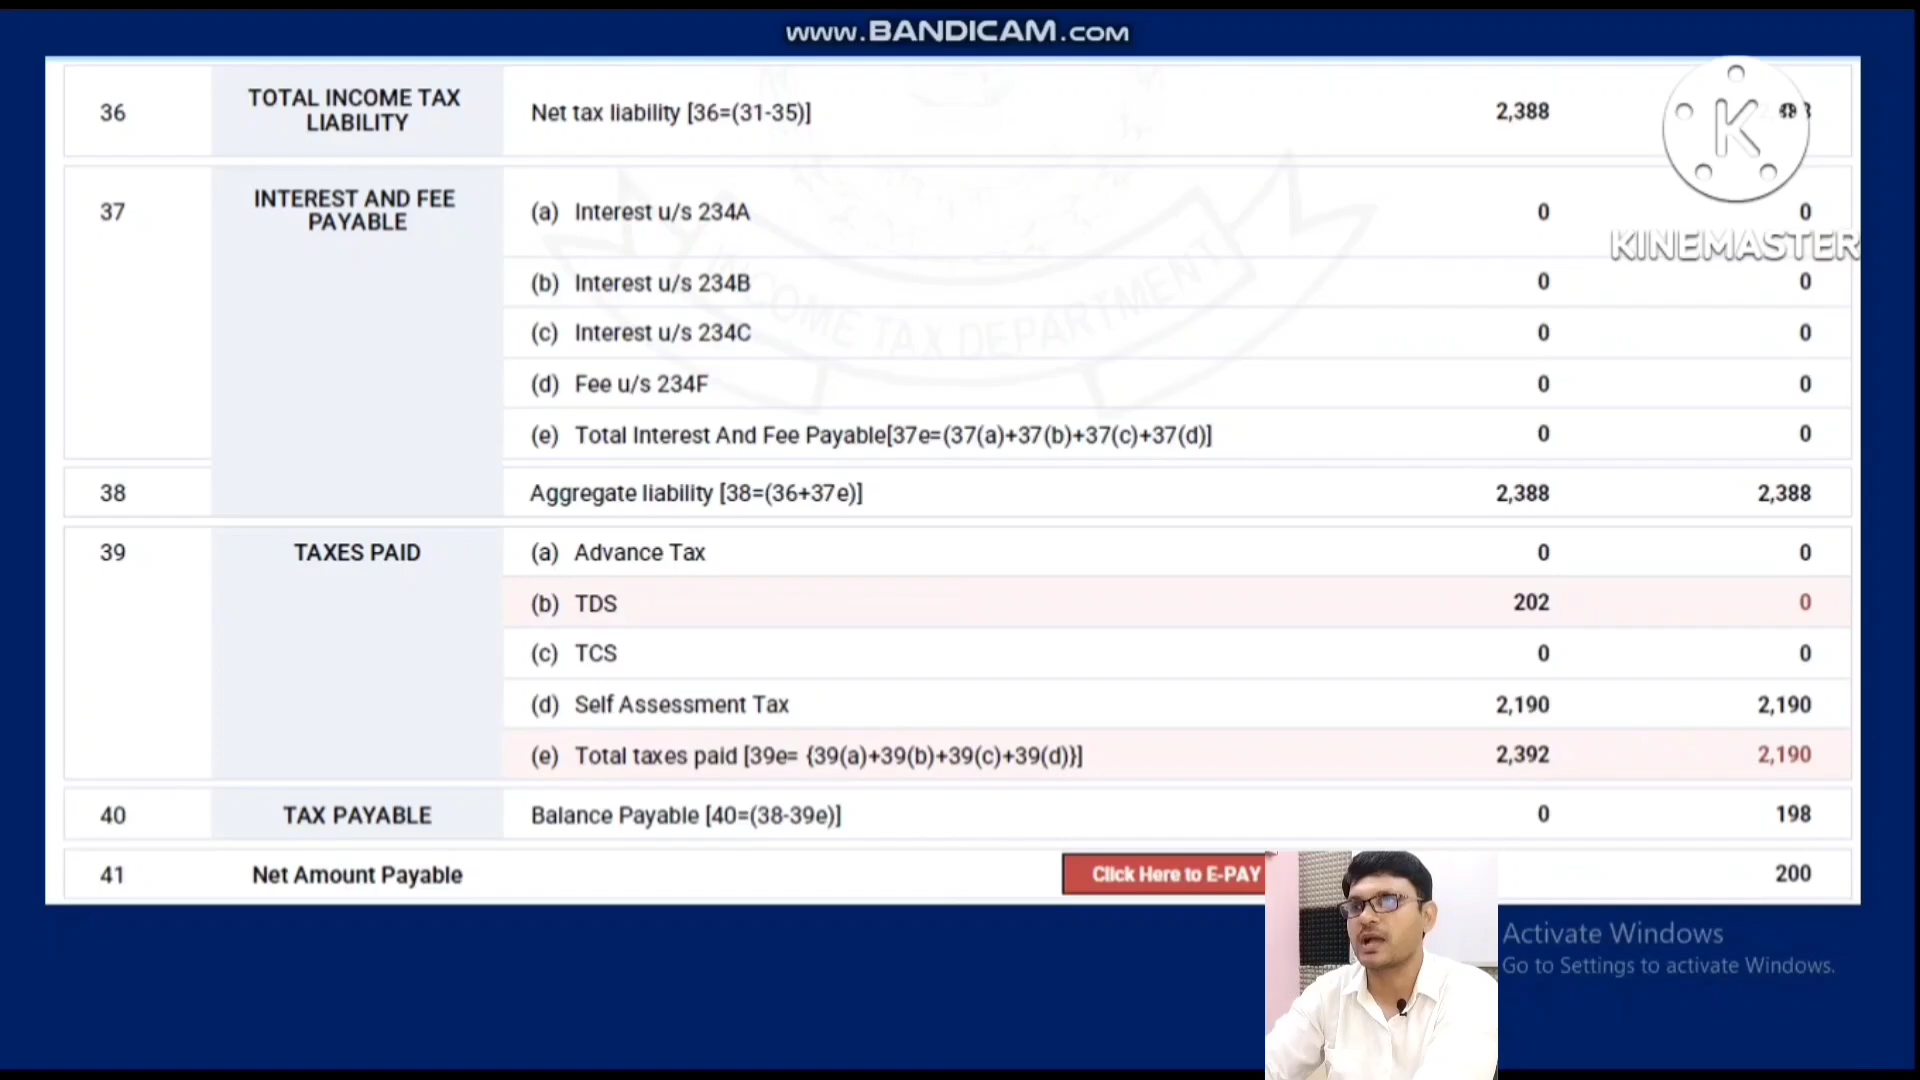 www.BANDICAM.com
36 TOTAL INCOME TAX LIABILITY Net tax liability [36=(31-35)] 2,388
K
KINEMASTER
37 INTEREST AND FEE PAYABLE (a) Interest u/s 234A 0 0
(b) Interest u/s 234B 0 0
(c) Interest u/s 234C 0 0
INCOME TAX DEPARTMENT
(d) Fee u/s 234F 0 0
(e) Total Interest And Fee Payable[37e=(37(a)+37(b)+37(c)+37(d)] 0 0
38 Aggregate liability [38=(36+37e)] 2,388 2,388
39 TAXES PAID (a) Advance Tax 0 0
(b) TDS 202 0
(c) TCS 0 0
(d) Self Assessment Tax 2,190 2,190
(e) Total taxes paid [39e= {39(a)+39(b)+39(c)+39(d)}] 2,392 2,190
40 TAX PAYABLE Balance Payable [40=(38-39e)] 0 198
41 Net Amount Payable Click Here to E-PAY 200
Activate Windows
Go to Settings to activate Windows.